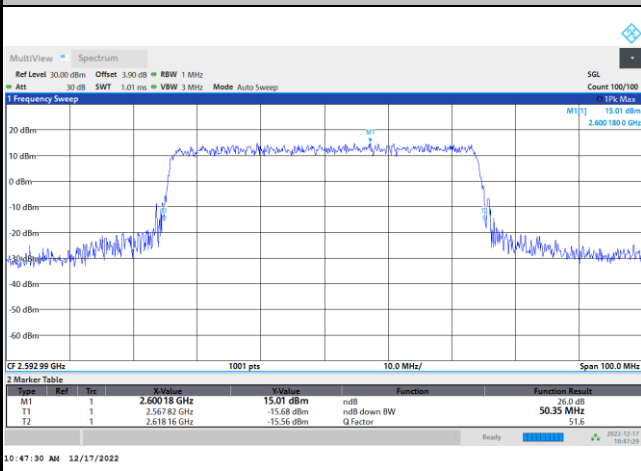 MultiView Spectrum
Ref Level 30.00 dBm Offset 3.90 dB RBW 1 MHz SGL
Att 30 dB SWT 1.01 ms VBW 3 MHz Mode Auto Sweep Count 100/100
1 Frequency Sweep 1Pk Max
M1[1] 15.01 dBm
2.600 180 0 GHz
20 dBm
M1
10 dBm
0 dBm
-10 dBm
-20 dBm
-30 dBm
-40 dBm
-50 dBm
-60 dBm
CF 2.592 99 GHz 1001 pts 10.0 MHz/ Span 100.0 MHz
2 Marker Table
Type Ref Trc X-Value Y-Value Function Function Result
M1 1 2.600 18 GHz 15.01 dBm ndB 26.0 dB
T1 1 2.567 82 GHz -15.68 dBm ndB down BW 50.35 MHz
T2 1 2.618 16 GHz -15.56 dBm Q Factor 51.6
Ready 2022-12-17
10:47:29
10:47:30 AM 12/17/2022